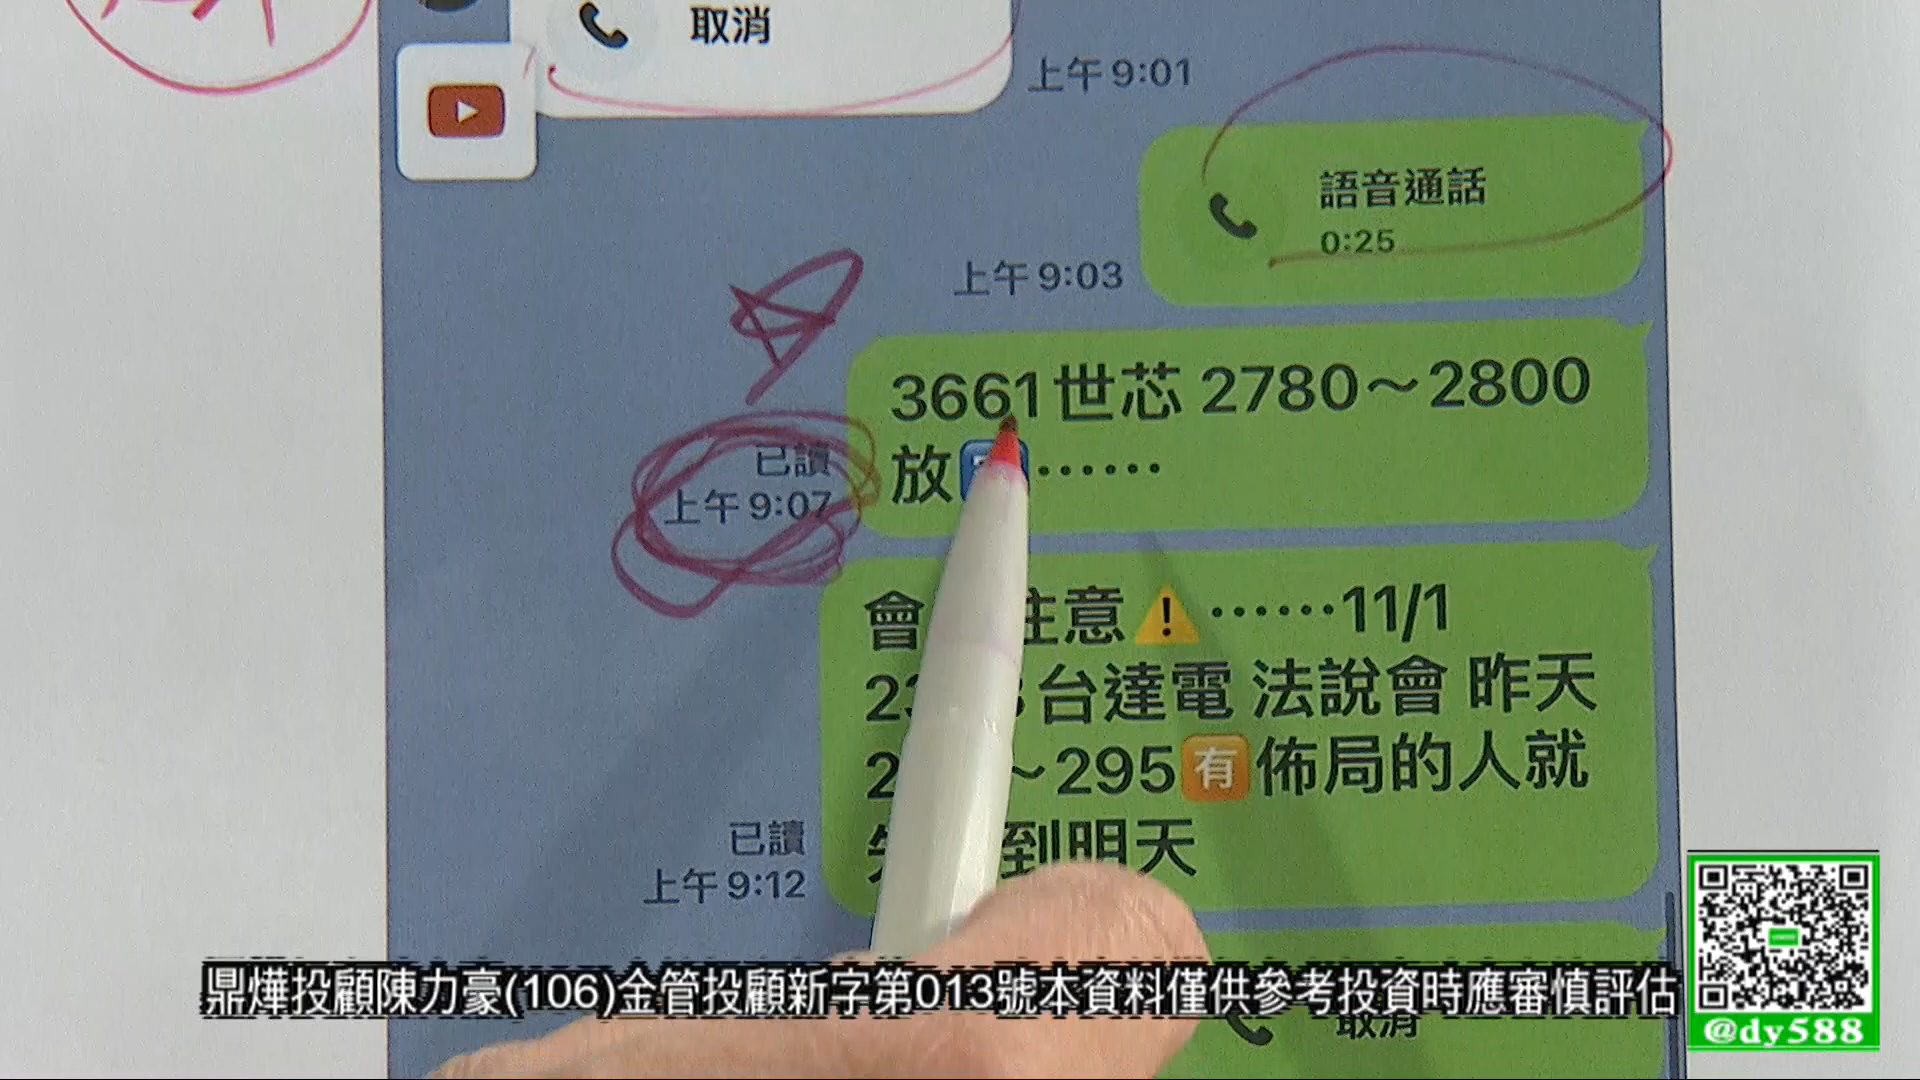 取消
上午 9:01
語音通話
0:25
上午 9:03
3661世芯 2780～2800
放……
已讀
上午 9:07
會 注意⚠……11/1
台達電 法說會 昨天
～295有佈局的人就
到明天
已讀
上午 9:12
取消
鼎燁投顧陳力豪(106)金管投顧新字第013號本資料僅供參考投資時應審慎評估
@dy588